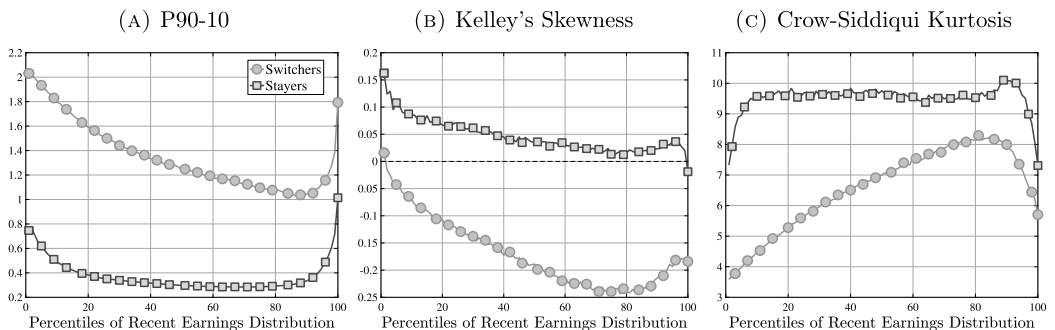 (A) P90-10
2.2
2
1.8
1.6
1.4
1.2
1
0.8
0.6
0.4
0.2
Switchers
Stayers
0 20 40 60 80 100
Percentiles of Recent Earnings Distribution
(B) Kelley's Skewness
0.2
0.15
0.1
0.05
0
0.05
-0.1
0.15
-0.2
0.25
0 20 40 60 80 100
Percentiles of Recent Earnings Distribution
(C) Crow-Siddiqui Kurtosis
11
10
9
8
7
6
5
4
3
0 20 40 60 80 100
Percentiles of Recent Earnings Distribution